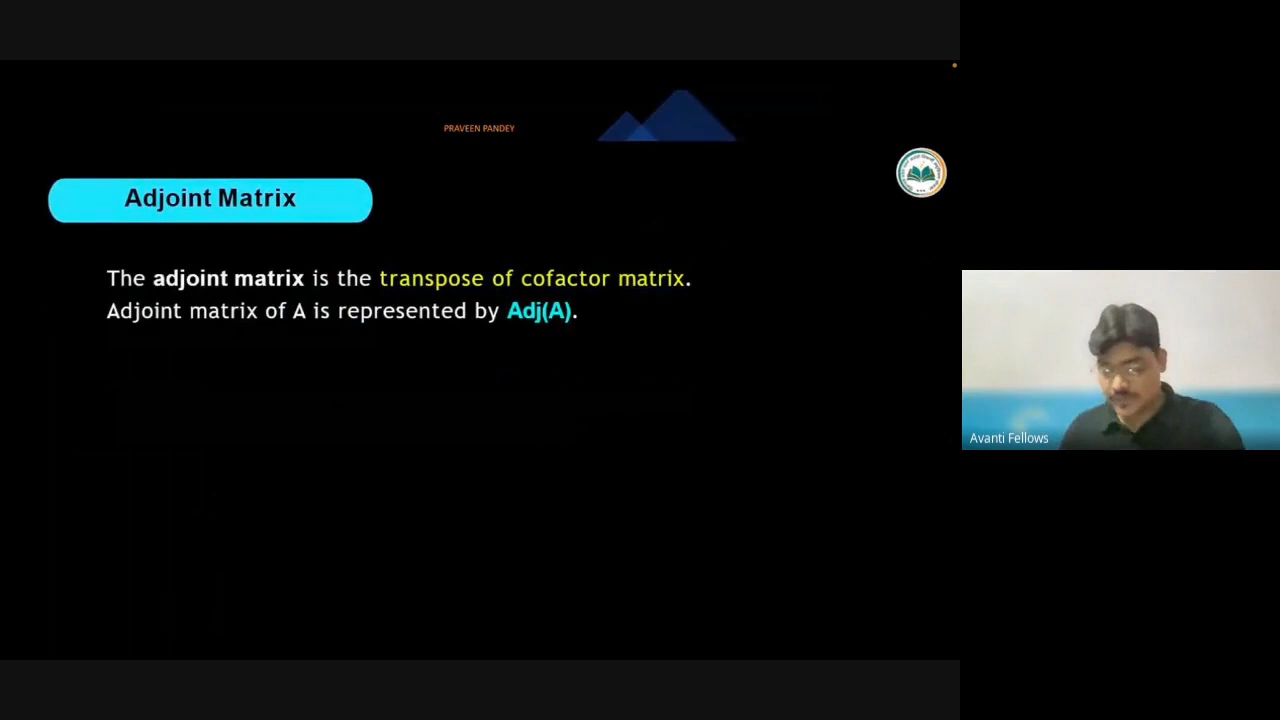 PRAVEEN PANDEY
Adjoint Matrix
The adjoint matrix is the transpose of cofactor matrix.
Adjoint matrix of A is represented by Adj(A).
Avanti Fellows